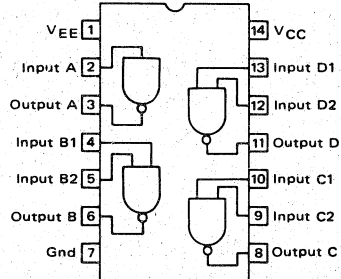 VEE 1
Input A 2
Output A 3
Input B1 4
Input B2 5
Output B 6
Gnd 7
14 VCC
13 Input D1
12 Input D2
11 Output D
10 Input C1
9 Input C2
8 Output C